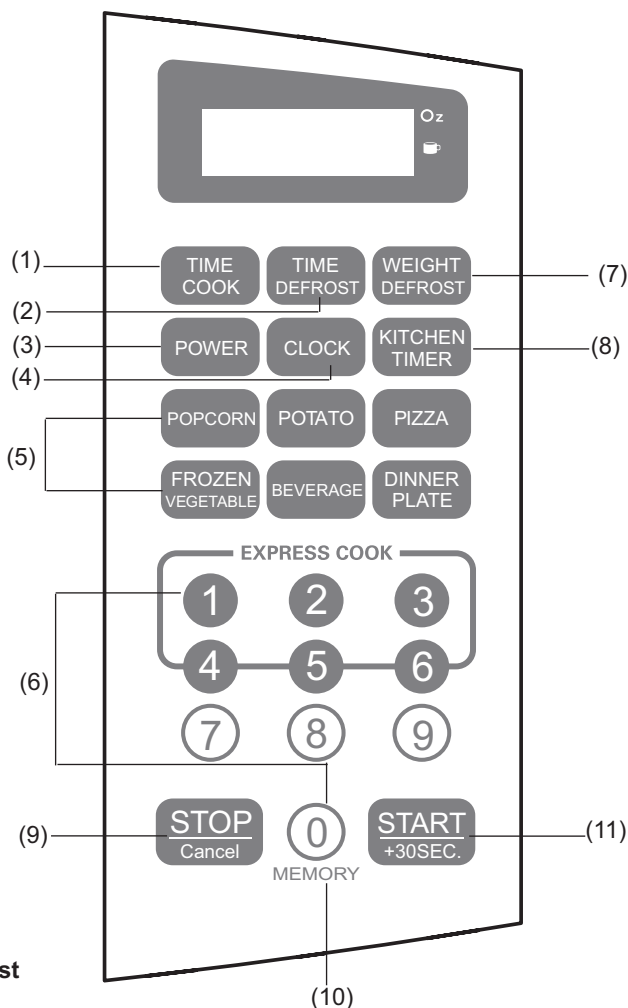 Oz
(1)
TIME COOK
TIME DEFROST
WEIGHT DEFROST
(7)
(2)
(3)
POWER
CLOCK
KITCHEN TIMER
(8)
(4)
POPCORN
POTATO
PIZZA
(5)
FROZEN VEGETABLE
BEVERAGE
DINNER PLATE
EXPRESS COOK
1
2
3
(6)
4
5
6
7
8
9
(9)
STOP
Cancel
0
MEMORY
START
+30SEC.
(11)
st
(10)